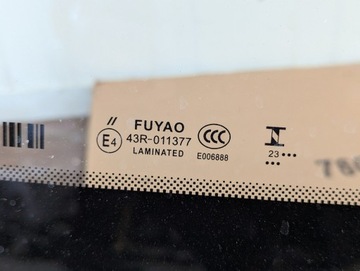 //
E4
FUYAO
43R-011377
LAMINATED
CCC
E006888
23 •••
•••